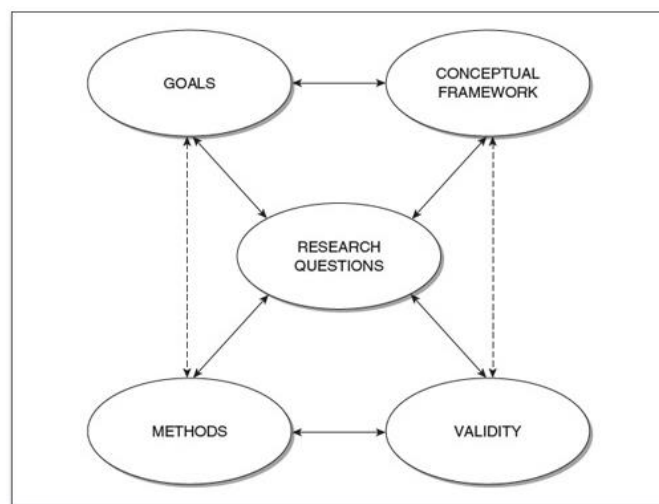 GOALS
CONCEPTUAL
FRAMEWORK
RESEARCH
QUESTIONS
METHODS
VALIDITY